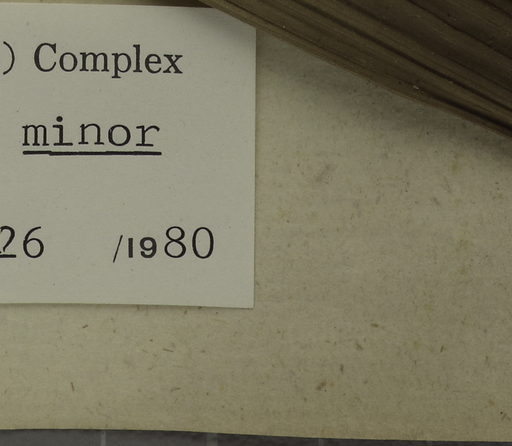 ) Complex
minor
26 /1980